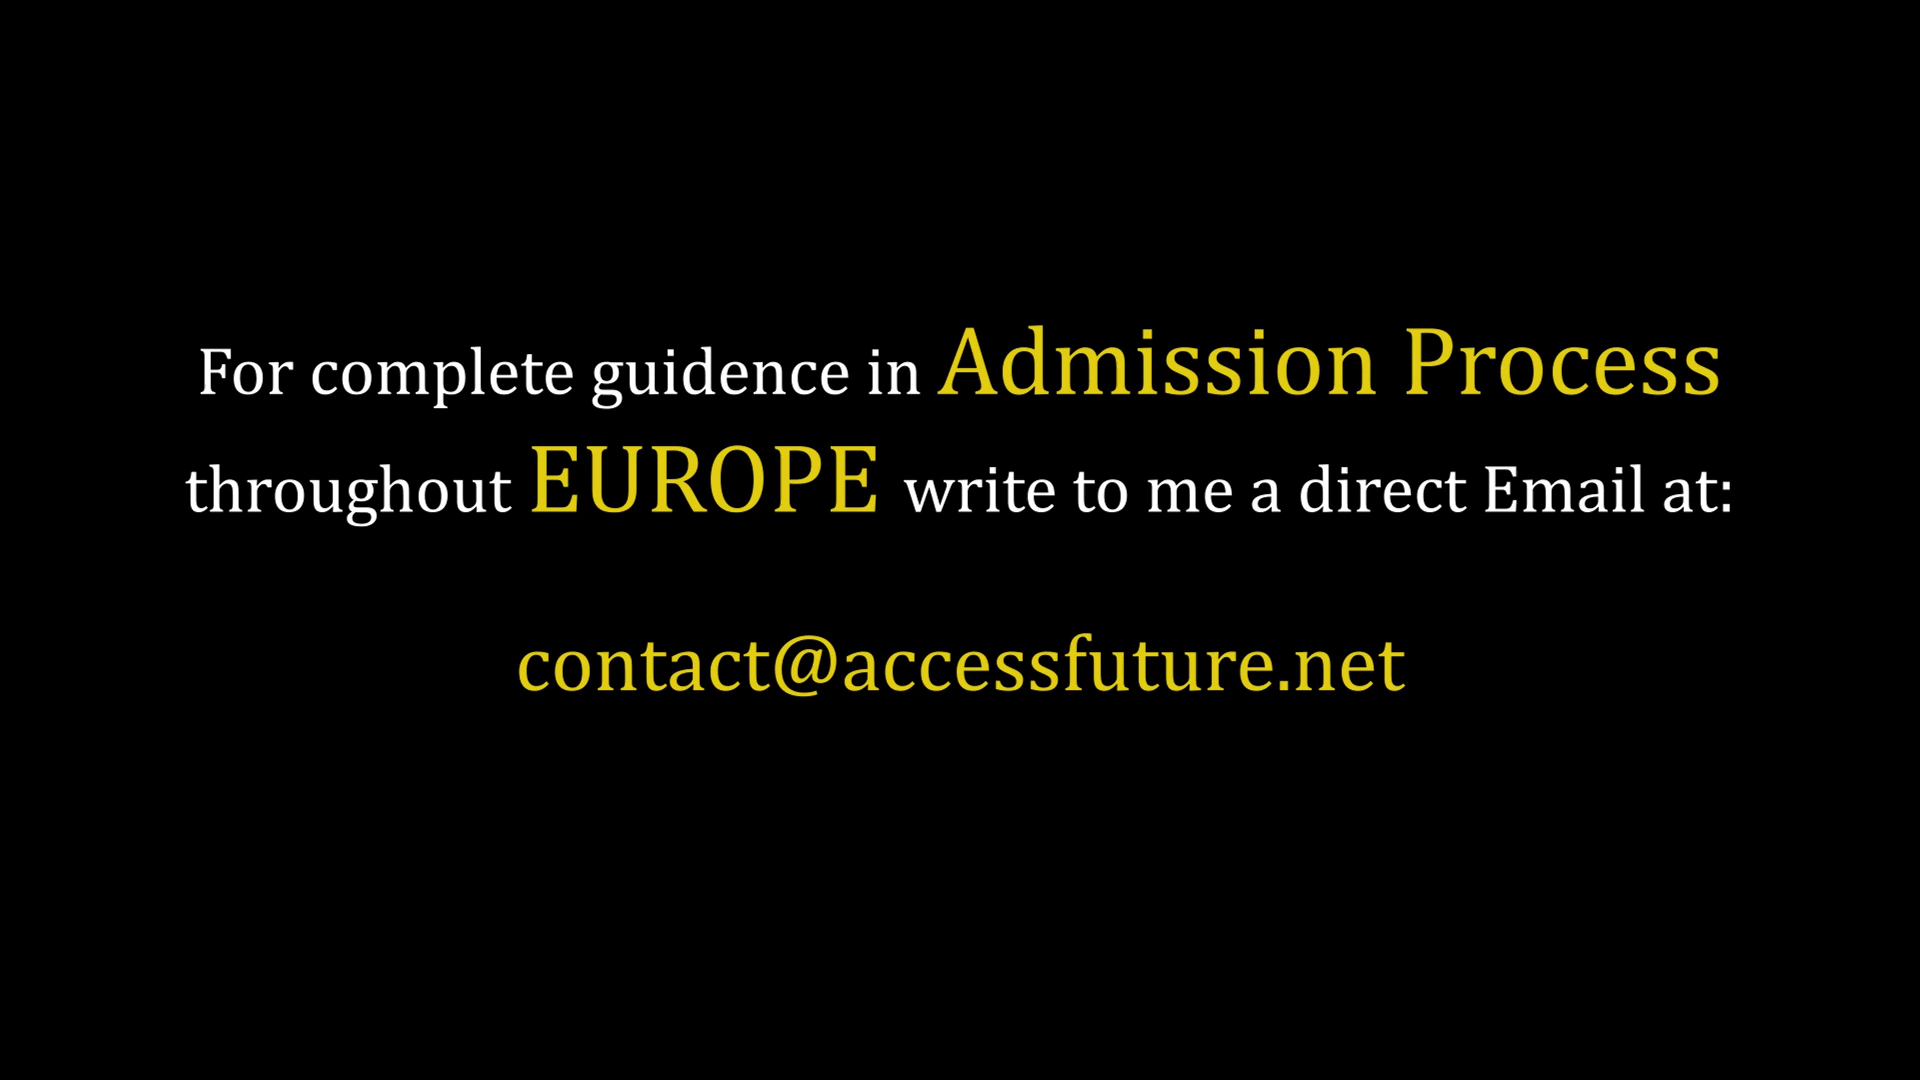 For complete guidence in Admission Process
throughout EUROPE write to me a direct Email at:
contact@accessfuture.net